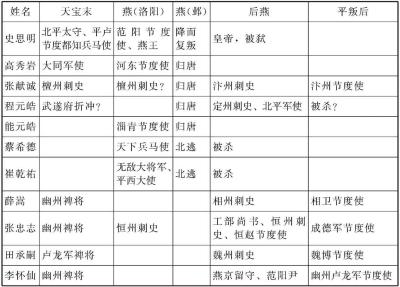 姓名 天宝末 燕(洛阳) 燕(邺) 后燕 平叛后
史思明 北平太守、平卢节度都知兵马使 范阳节度使、燕王 降而复叛 皇帝,被弑
高秀岩 大同军使 河东节度使 归唐
张献诚 檀州刺史 檀州刺史? 归唐 汴州刺史 汴州节度使
程元皓 武遂府折冲? 归唐 定州刺史、北平军使 被杀?
能元皓 淄青节度使 归唐
蔡希德 天下兵马使 北逃 被杀
崔乾祐 无敌大将军、平西大使 北逃 被杀
薛嵩 幽州裨将 相州刺史 相卫节度使
张忠志 幽州裨将 恒州刺史 工部尚书、恒州刺史、恒赵节度使 成德军节度使
田承嗣 卢龙军裨将 魏州刺史 魏博节度使
李怀仙 幽州裨将 燕京留守、范阳尹 幽州卢龙军节度使